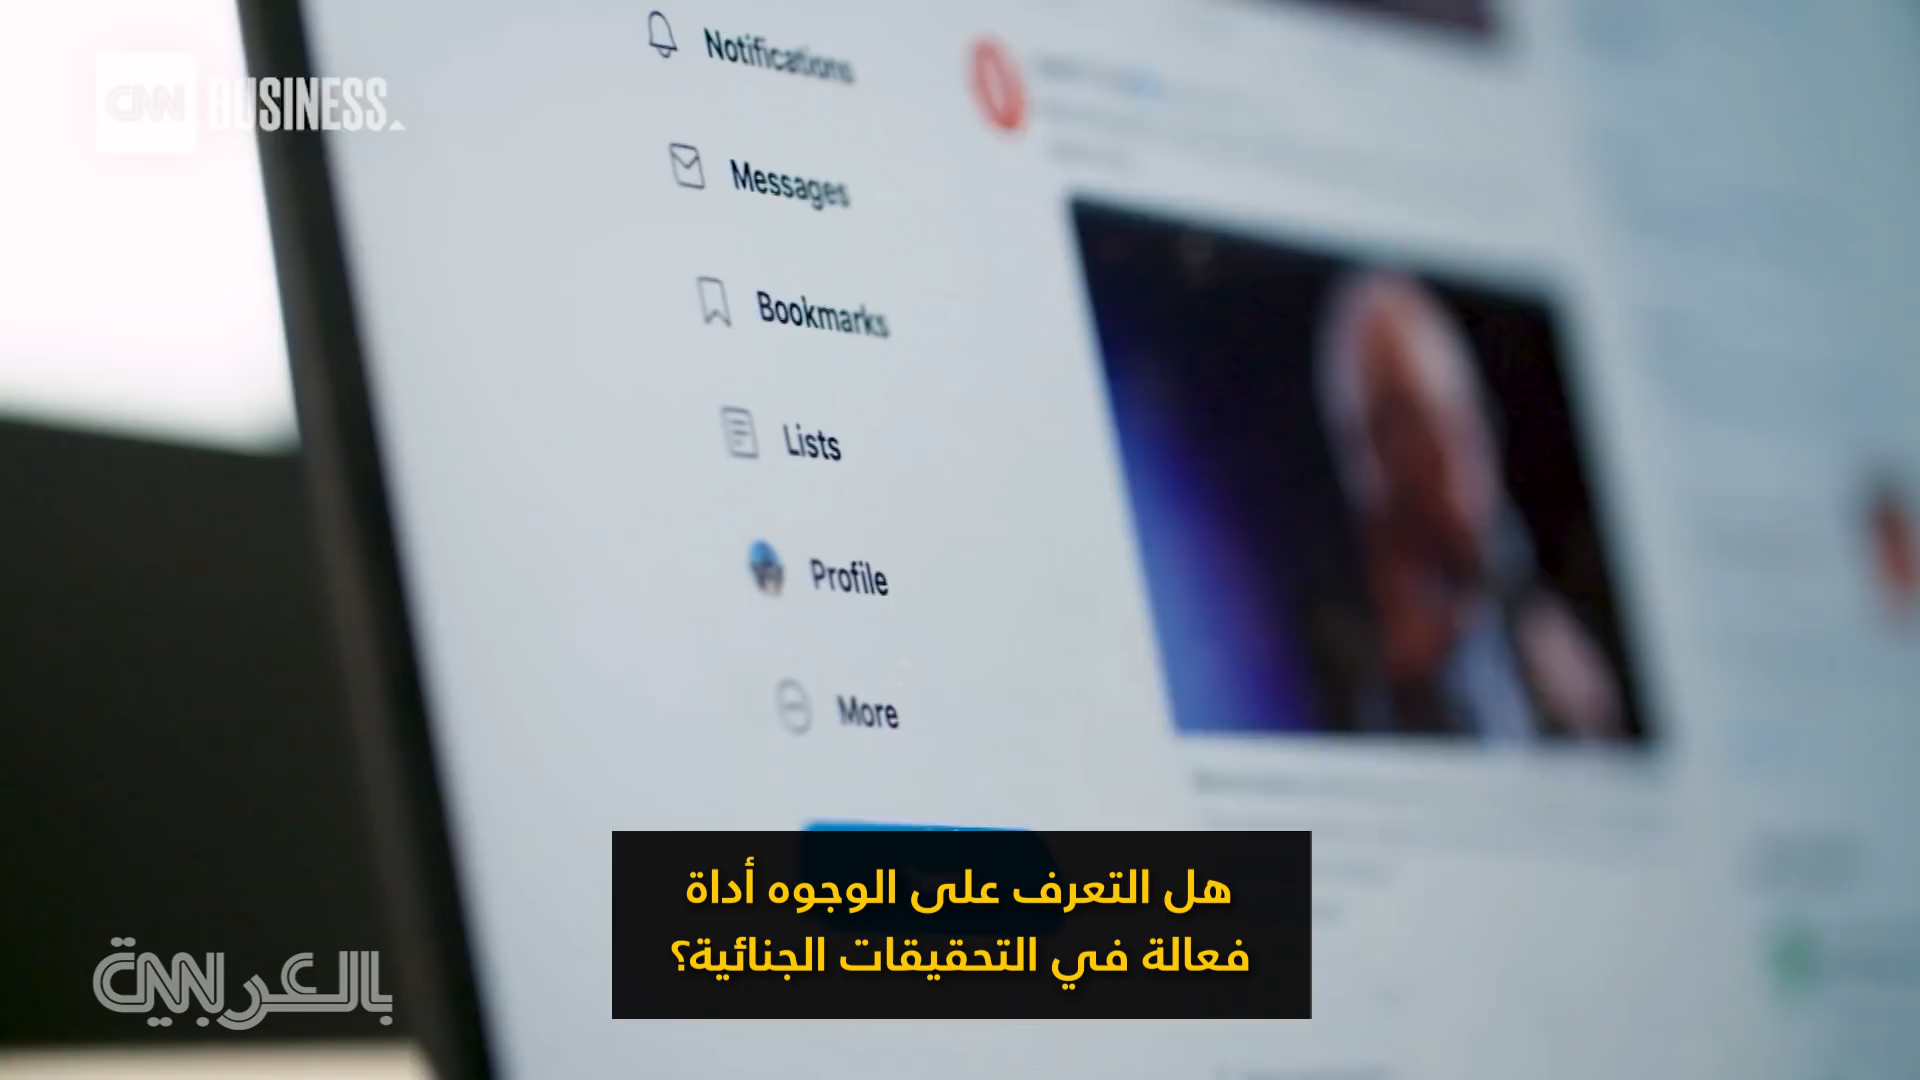 CNN BUSINESS
Notifications
Messages
Bookmarks
Lists
Profile
More
هل التعرف على الوجوه أداة
فعالة في التحقيقات الجنائية؟
CNN بالعربية